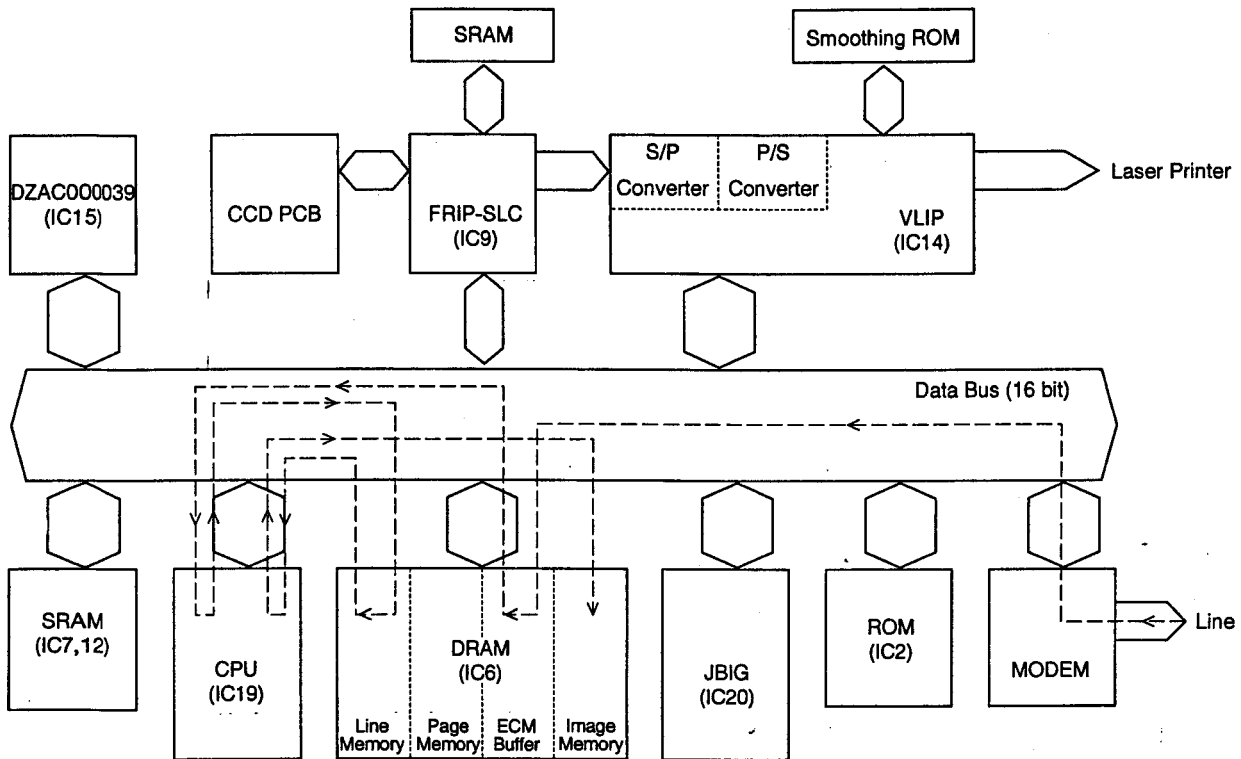 SRAM
Smoothing ROM
DZAC000039
(IC15)
CCD PCB
FRIP-SLC
(IC9)
S/P
Converter
P/S
Converter
VLIP
(IC14)
Laser Printer
Data Bus (16 bit)
SRAM
(IC7,12)
CPU
(IC19)
DRAM
(IC6)
Line
Memory
Page
Memory
ECM
Buffer
Image
Memory
JBIG
(IC20)
ROM
(IC2)
MODEM
Line